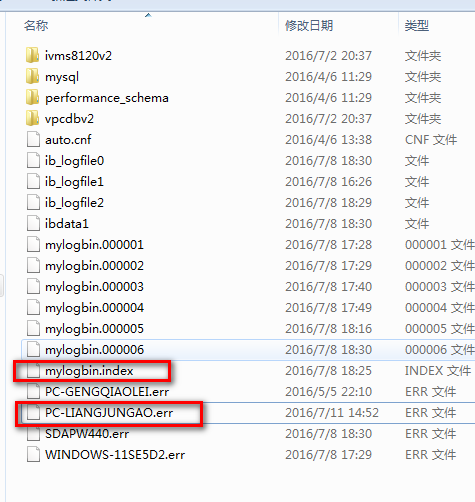 名称 修改日期 类型
ivms8120v2 2016/7/2 20:37 文件夹
mysql 2016/4/6 11:29 文件夹
performance_schema 2016/4/6 11:29 文件夹
vpcdbv2 2016/7/2 20:37 文件夹
auto.cnf 2016/4/6 13:38 CNF 文件
ib_logfile0 2016/7/8 18:30 文件
ib_logfile1 2016/7/8 16:26 文件
ib_logfile2 2016/7/8 18:29 文件
ibdata1 2016/7/8 18:30 文件
mylogbin.000001 2016/7/8 17:28 000001 文件
mylogbin.000002 2016/7/8 17:29 000002 文件
mylogbin.000003 2016/7/8 17:40 000003 文件
mylogbin.000004 2016/7/8 17:49 000004 文件
mylogbin.000005 2016/7/8 18:16 000005 文件
mylogbin.000006 2016/7/8 18:30 000006 文件
mylogbin.index 2016/7/8 18:25 INDEX 文件
PC-GENGQIAOLEI.err 2016/5/5 22:10 ERR 文件
PC-LIANGJUNGAO.err 2016/7/11 14:52 ERR 文件
SDAPW440.err 2016/7/8 18:30 ERR 文件
WINDOWS-11SE5D2.err 2016/7/8 17:29 ERR 文件